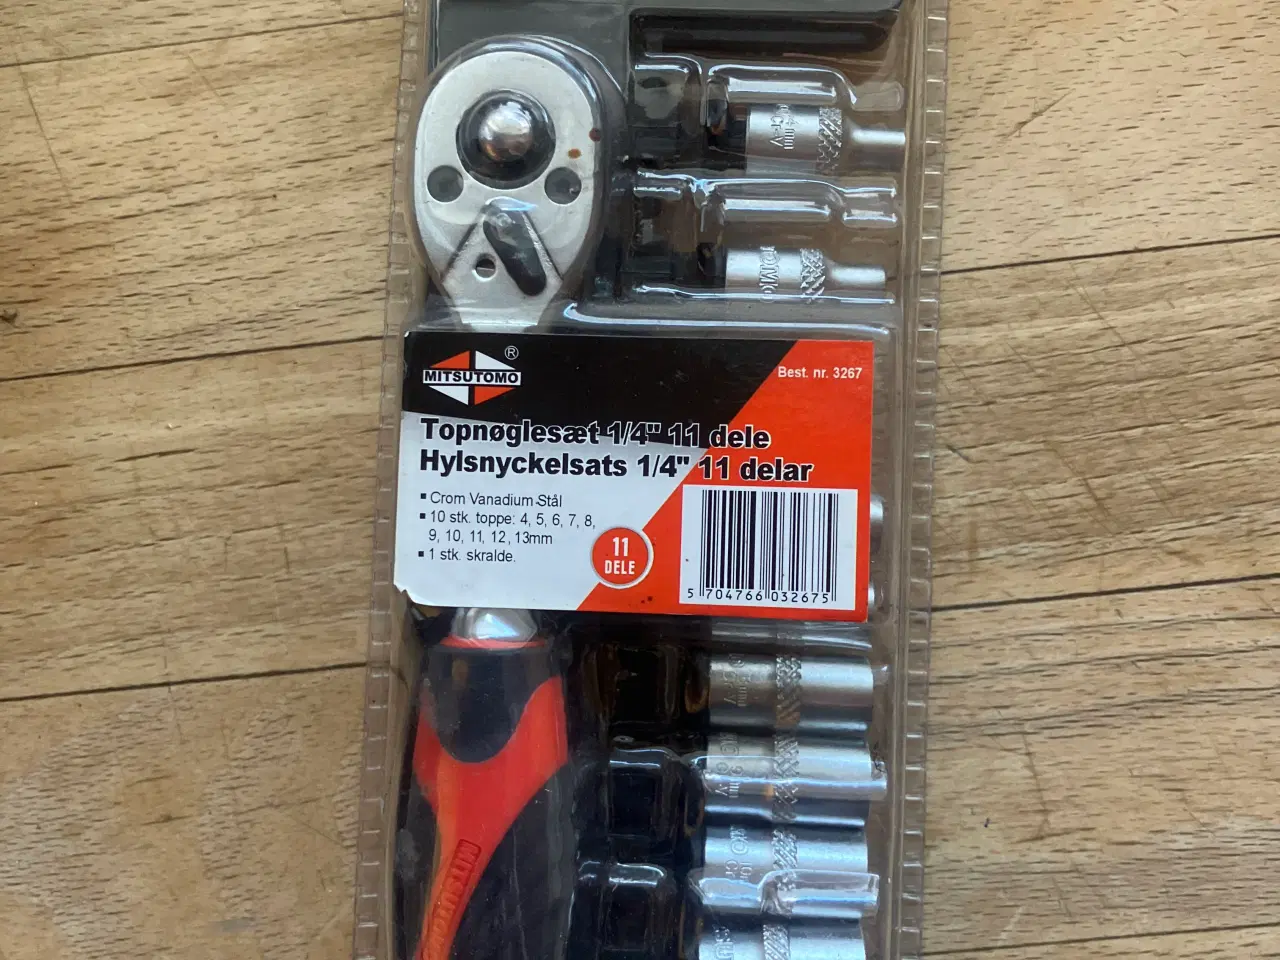 MITSUTOMO ®
Best. nr. 3267
Topnøglesæt 1/4" 11 dele
Hylsnyckelsats 1/4" 11 delar
▪ Crom Vanadium Stål
▪ 10 stk. toppe: 4, 5, 6, 7, 8,
9, 10, 11, 12, 13mm
▪ 1 stk. skralde.
11
DELE
5 704766 032675
Cr-V